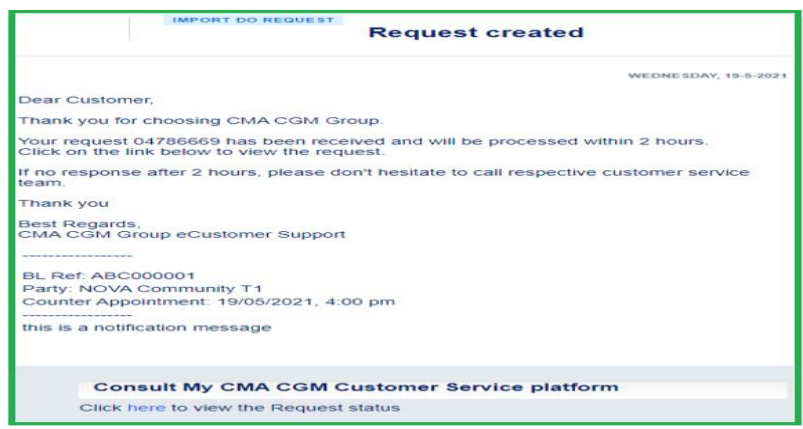 IMPORT DO REQUEST
Request created
WEDNESDAY, 19-5-2021
Dear Customer,
Thank you for choosing CMA CGM Group.
Your request 04786669 has been received and will be processed within 2 hours.
Click on the link below to view the request.
If no response after 2 hours, please don't hesitate to call respective customer service
team.
Thank you
Best Regards,
CMA CGM Group eCustomer Support
-----------------
BL Ref: ABC000001
Party: NOVA Community T1
Counter Appointment: 19/05/2021, 4:00 pm
-----------------
this is a notification message
Consult My CMA CGM Customer Service platform
Click here to view the Request status